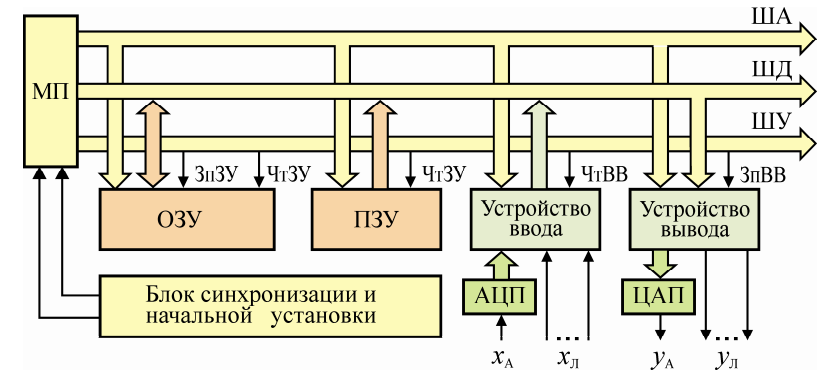 ША
МП
ШД
ШУ
ЗпЗУ
ЧтЗУ
ЧтЗУ
ЧтВВ
ЗпВВ
ОЗУ
ПЗУ
Устройство
ввода
Устройство
вывода
Блок синхронизации и
начальной установки
АЦП
ЦАП
xА
xЛ
yА
yЛ